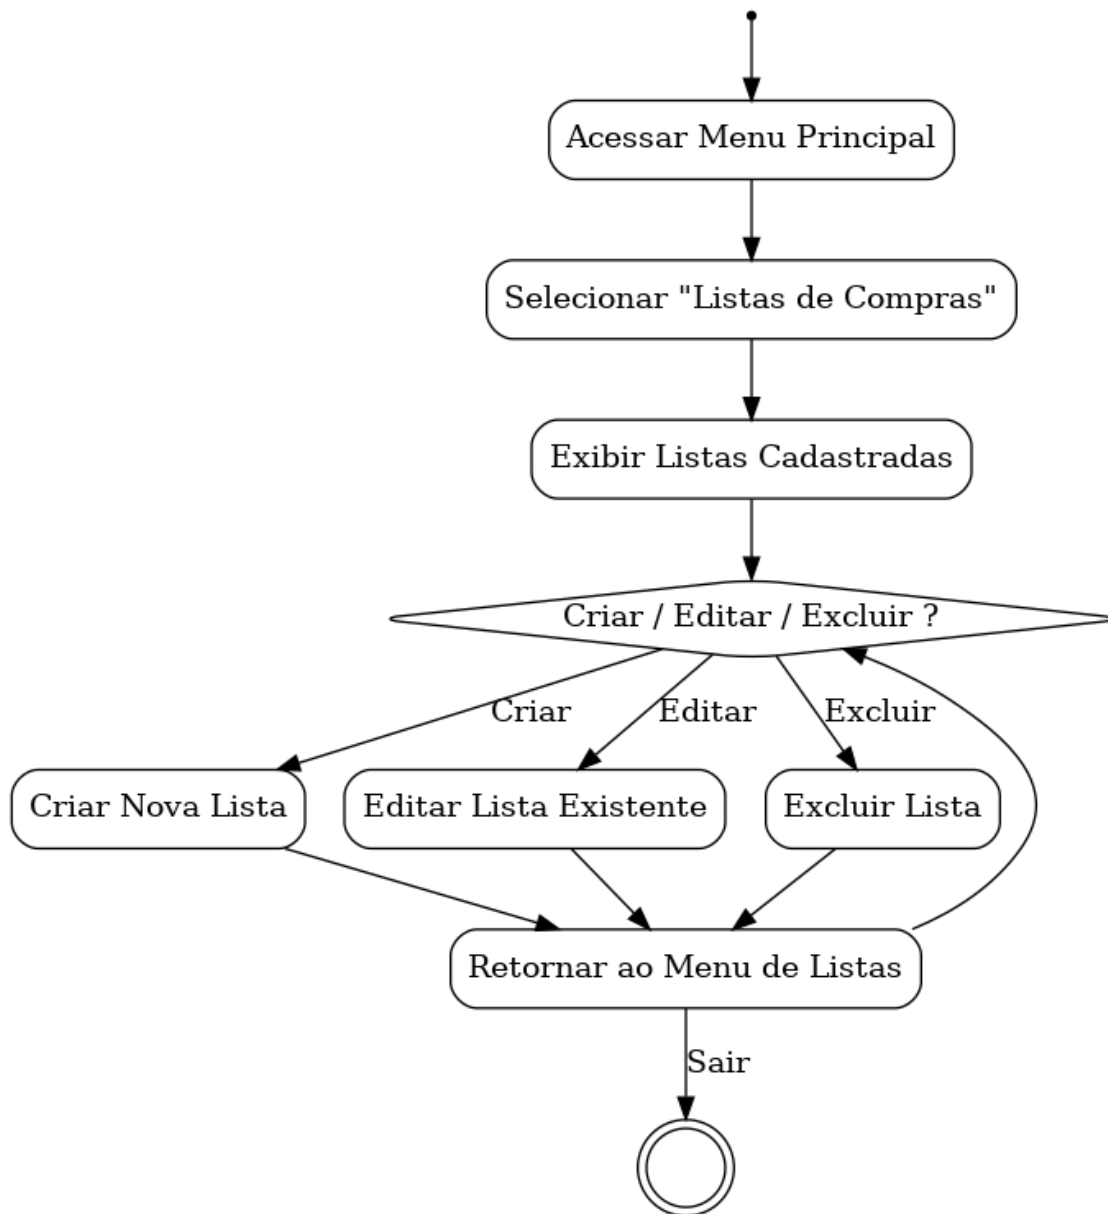 Acessar Menu Principal
Selecionar "Listas de Compras"
Exibir Listas Cadastradas
Criar / Editar / Excluir ?
Criar
Editar
Excluir
Criar Nova Lista
Editar Lista Existente
Excluir Lista
Retornar ao Menu de Listas
Sair